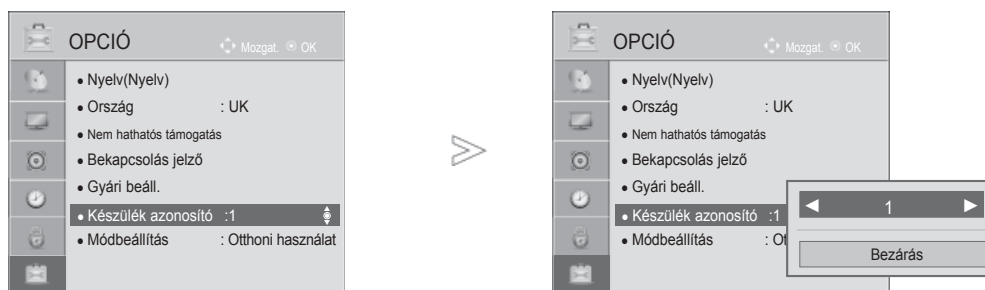 OPCIÓ Mozgat. OK
• Nyelv(Nyelv)
• Ország : UK
• Nem hathatós támogatás
• Bekapcsolás jelző
• Gyári beáll.
• Készülék azonosító :1
• Módbeállítás : Otthoni használat
OPCIÓ Mozgat. OK
• Nyelv(Nyelv)
• Ország : UK
• Nem hathatós támogatás
• Bekapcsolás jelző
• Gyári beáll.
• Készülék azonosító :1
• Módbeállítás : Ot
◀ 1 ▶
Bezárás